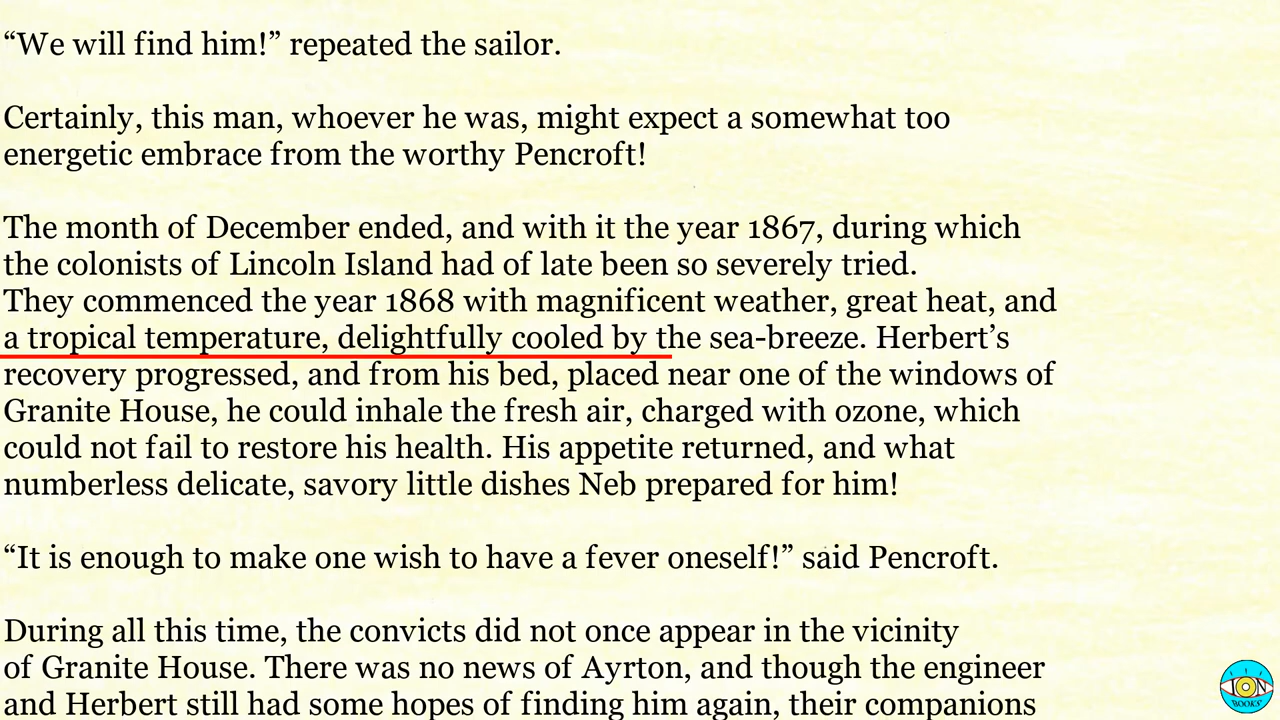 “We will find him!” repeated the sailor.
Certainly, this man, whoever he was, might expect a somewhat too
energetic embrace from the worthy Pencroft!
The month of December ended, and with it the year 1867, during which
the colonists of Lincoln Island had of late been so severely tried.
They commenced the year 1868 with magnificent weather, great heat, and
a tropical temperature, delightfully cooled by the sea-breeze. Herbert’s
recovery progressed, and from his bed, placed near one of the windows of
Granite House, he could inhale the fresh air, charged with ozone, which
could not fail to restore his health. His appetite returned, and what
numberless delicate, savory little dishes Neb prepared for him!
“It is enough to make one wish to have a fever oneself!” said Pencroft.
During all this time, the convicts did not once appear in the vicinity
of Granite House. There was no news of Ayrton, and though the engineer
and Herbert still had some hopes of finding him again, their companions
ION
BOOKS